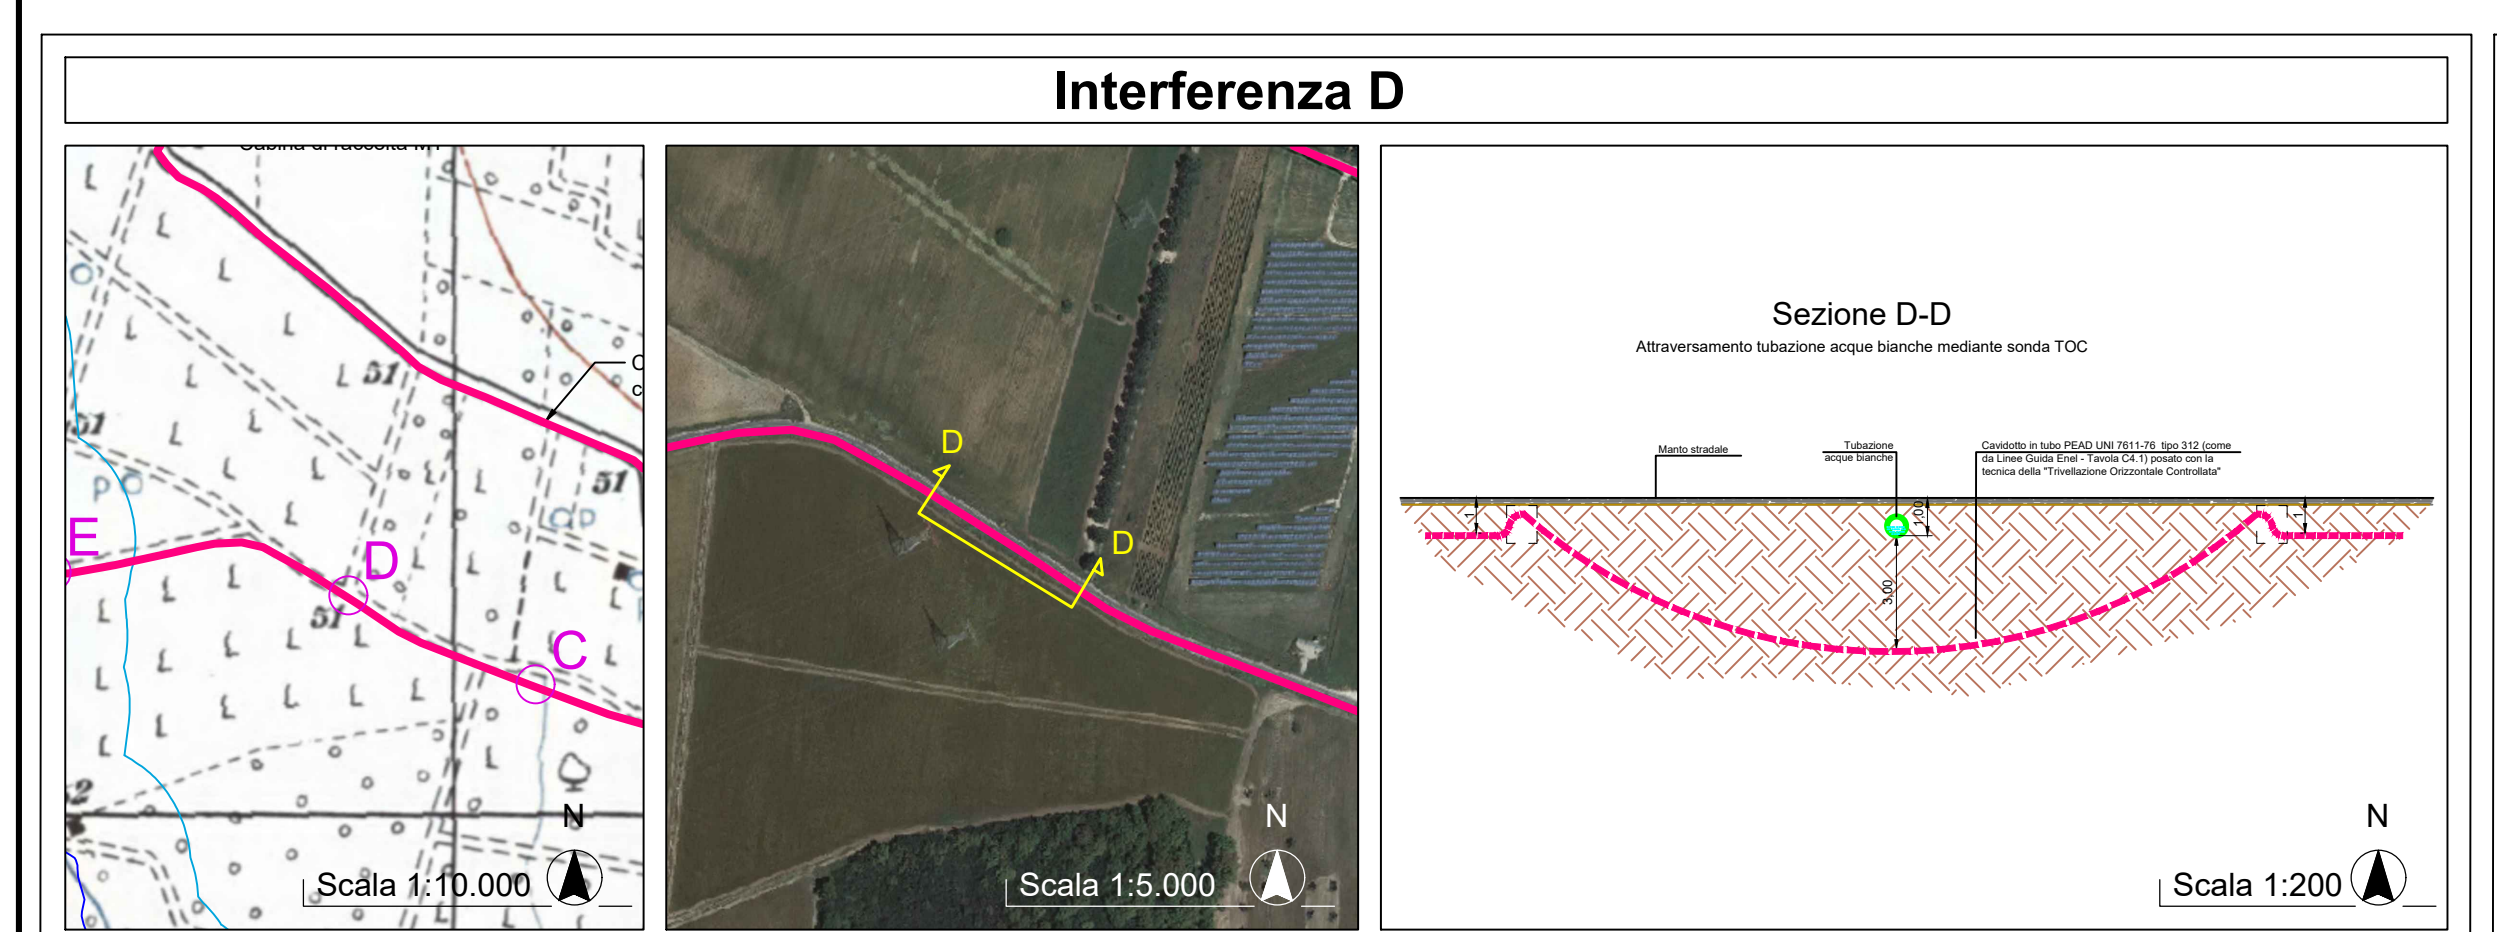 Interferenza D
Cabina di raccolta MT
51
51
51
51
P
P
E
D
C
N
Scala 1:10.000
D
D
N
Scala 1:5.000
Sezione D-D
Attraversamento tubazione acque bianche mediante sonda TOC
Manto stradale
Tubazione
acque bianche
Cavidotto in tubo PEAD UNI 7611-76 tipo 312 (come
da Linee Guida Enel - Tavola C4.1) posato con la
tecnica della "Trivellazione Orizzontale Controllata"
1
1,00
1
3,00
N
Scala 1:200